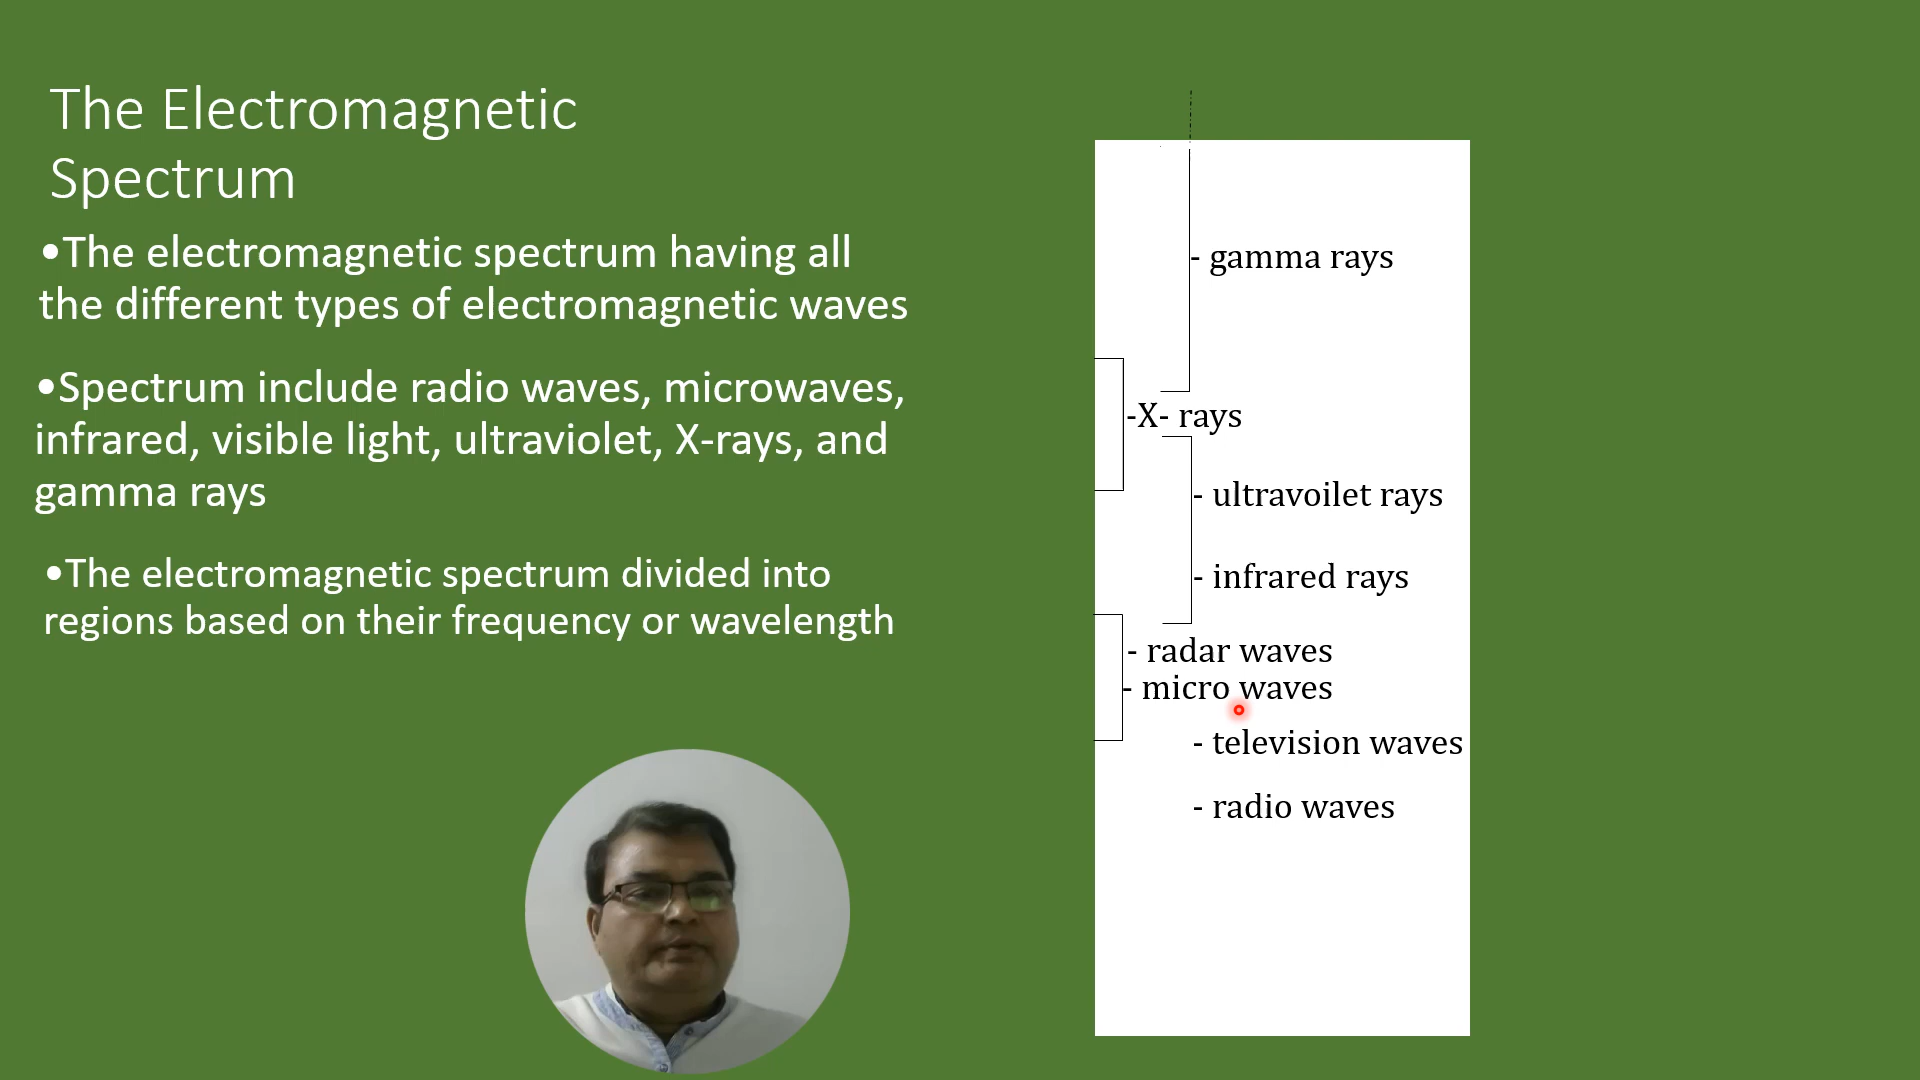 The Electromagnetic
Spectrum
•The electromagnetic spectrum having all
the different types of electromagnetic waves
•Spectrum include radio waves, microwaves,
infrared, visible light, ultraviolet, X-rays, and
gamma rays
•The electromagnetic spectrum divided into
regions based on their frequency or wavelength
- gamma rays
-X- rays
- ultravoilet rays
- infrared rays
- radar waves
- micro waves
- television waves
- radio waves